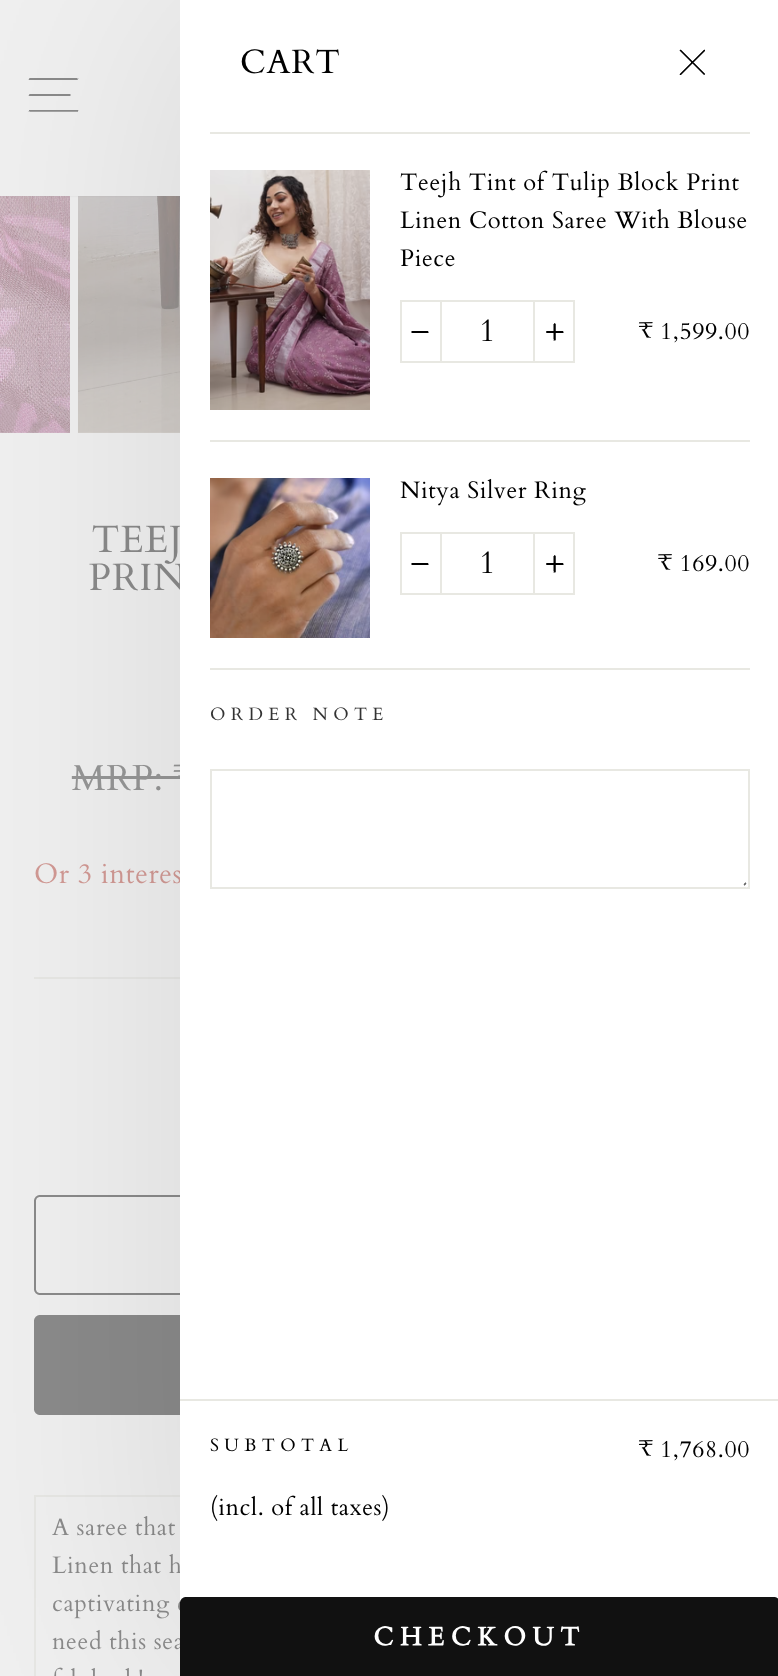 CART
Teejh Tint of Tulip Block Print
Linen Cotton Saree With Blouse
Piece
− 1 +
₹ 1,599.00
Nitya Silver Ring
− 1 +
₹ 169.00
ORDER NOTE
SUBTOTAL
₹ 1,768.00
(incl. of all taxes)
CHECKOUT
TEEJ
PRIN
MRP: ₹
Or 3 interes
A saree that
Linen that h
captivating
need this sea